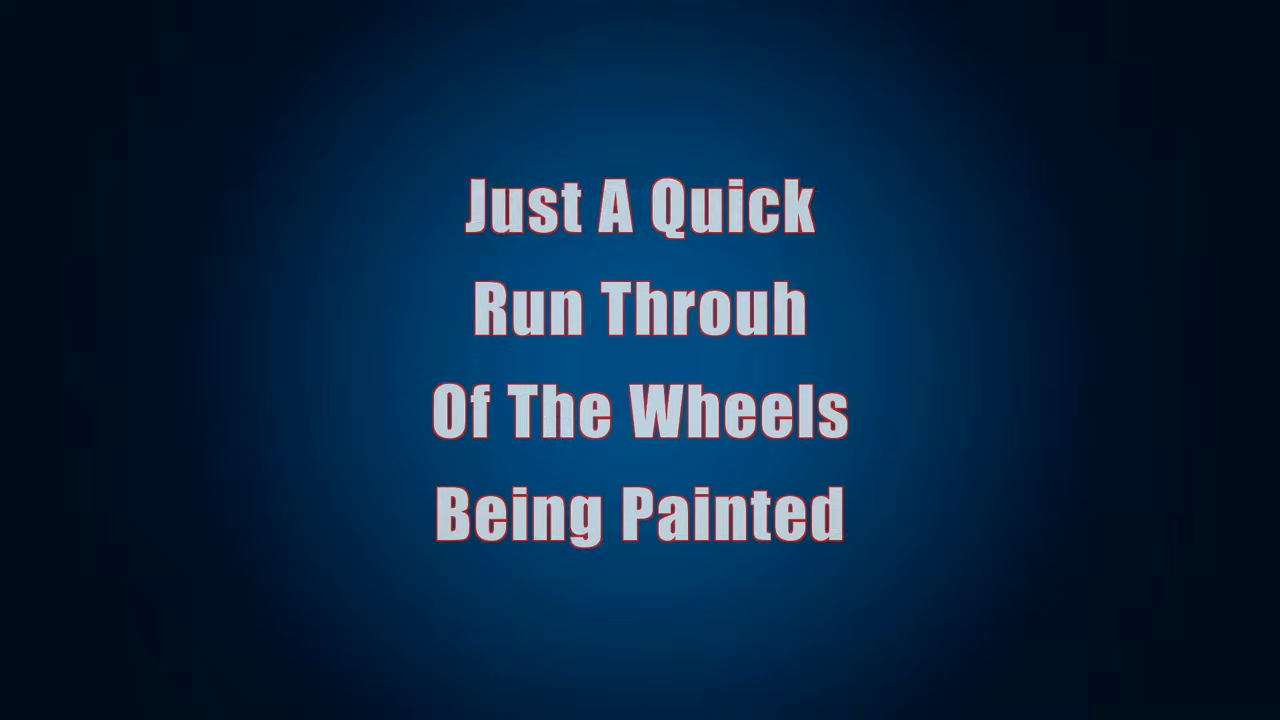 Just A Quick
Run Throuh
Of The Wheels
Being Painted